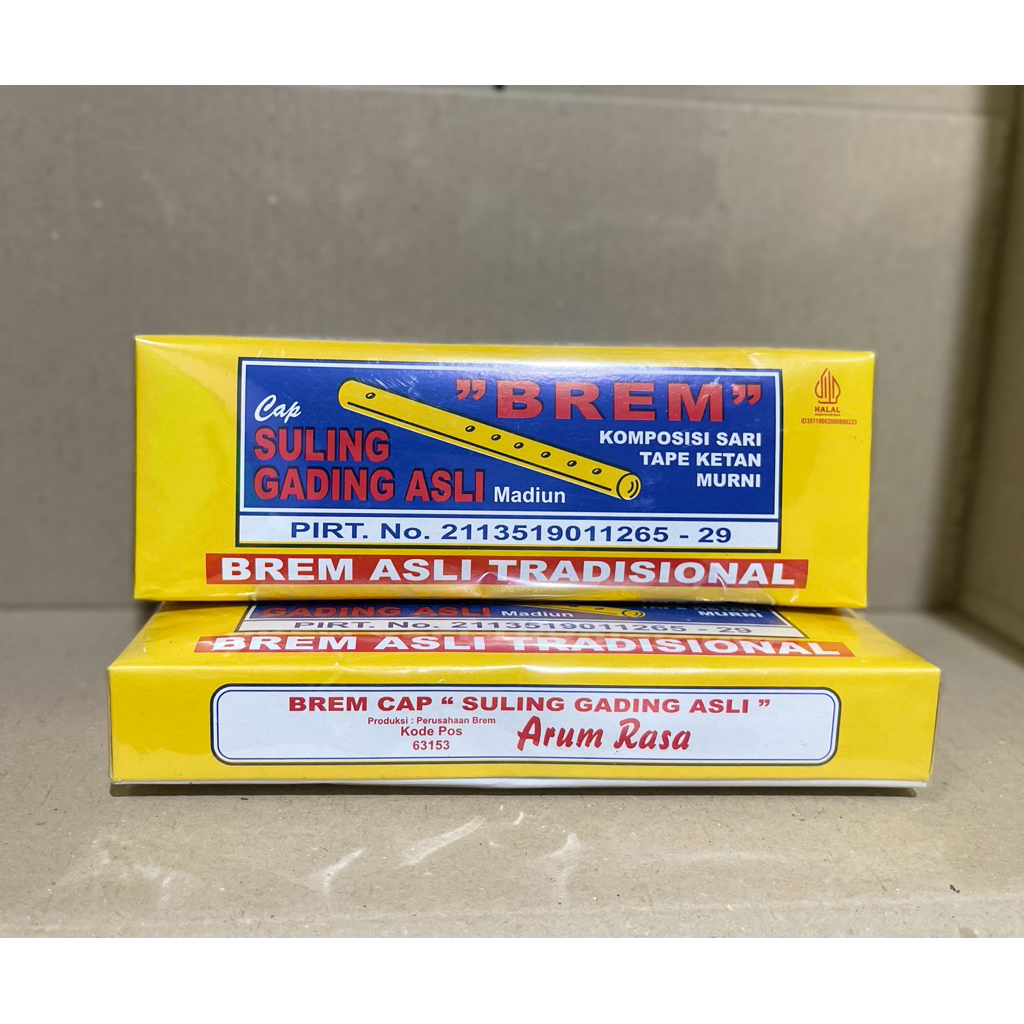 "BREM"
Cap
SULING
GADING ASLI Madiun
KOMPOSISI SARI
TAPE KETAN
MURNI
HALAL
PIRT. No. 2113519011265 - 29
BREM ASLI TRADISIONAL
GADING ASLI Madiun
MURNI
PIRT. No. 2113519011265 - 29
BREM ASLI TRADISIONAL
BREM CAP “ SULING GADING ASLI ”
Produksi : Perusahaan Brem
Kode Pos
63153
Arum Rasa